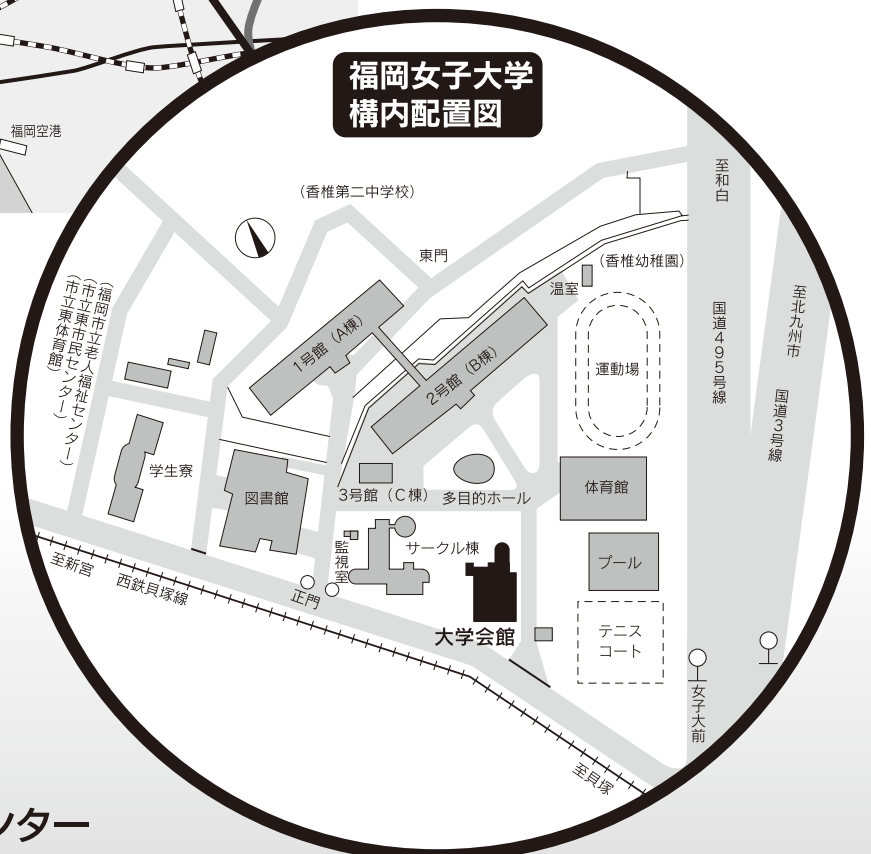 福岡空港
福岡女子大学
構内配置図
(香椎第二中学校)
東門
至和白
(香椎幼稚園)
温室
(福岡市立老人福祉センター)
(市立東市民センター)
(市立東体育館)
1号館(A棟)
2号館(B棟)
運動場
国道495号線
至北九州市
国道3号線
学生寮
図書館
3号館(C棟)
多目的ホール
体育館
監視室
サークル棟
プール
至新宮
西鉄貝塚線
正門
大学会館
テニス
コート
女子大前
至貝塚
ンター